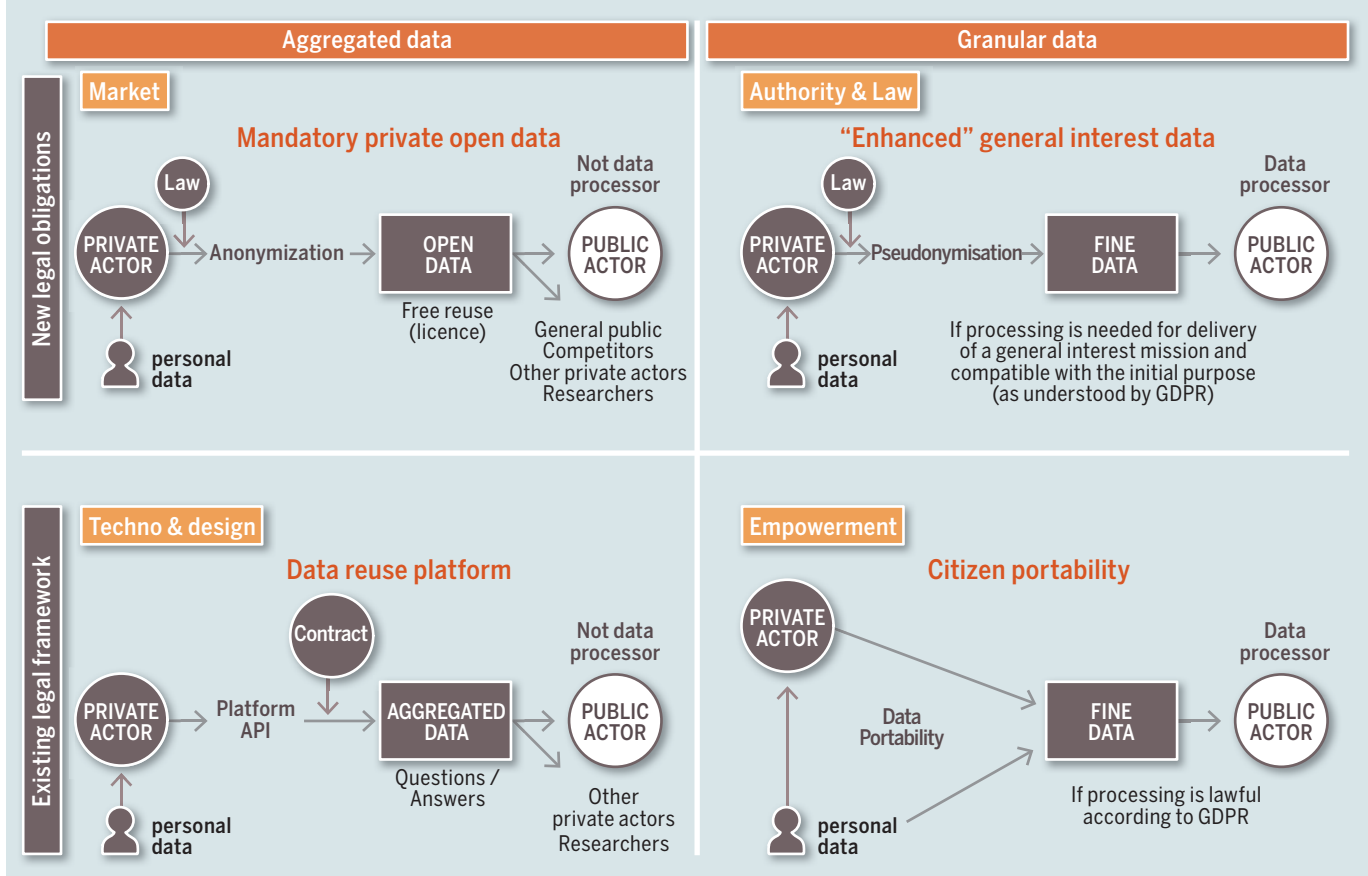 Aggregated data
Granular data
New legal obligations
Market
Mandatory private open data
Law
PRIVATE
ACTOR
Anonymization
OPEN
DATA
Free reuse
(licence)
Not data
processor
PUBLIC
ACTOR
General public
Competitors
Other private actors
Researchers
personal
data
Authority & Law
“Enhanced” general interest data
Law
PRIVATE
ACTOR
Pseudonymisation
FINE
DATA
Data
processor
PUBLIC
ACTOR
If processing is needed for delivery
of a general interest mission and
compatible with the initial purpose
(as understood by GDPR)
personal
data
Existing legal framework
Techno & design
Data reuse platform
Contract
PRIVATE
ACTOR
Platform
API
AGGREGATED
DATA
Questions /
Answers
Not data
processor
PUBLIC
ACTOR
Other
private actors
Researchers
personal
data
Empowerment
Citizen portability
PRIVATE
ACTOR
Data
Portability
FINE
DATA
Data
processor
PUBLIC
ACTOR
If processing is lawful
according to GDPR
personal
data